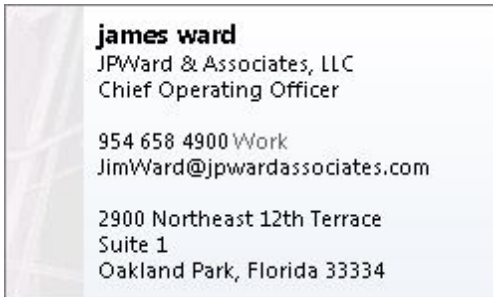 james ward
JPWard & Associates, LLC
Chief Operating Officer
954 658 4900 Work
JimWard@jpwardassociates.com
2900 Northeast 12th Terrace
Suite 1
Oakland Park, Florida 33334